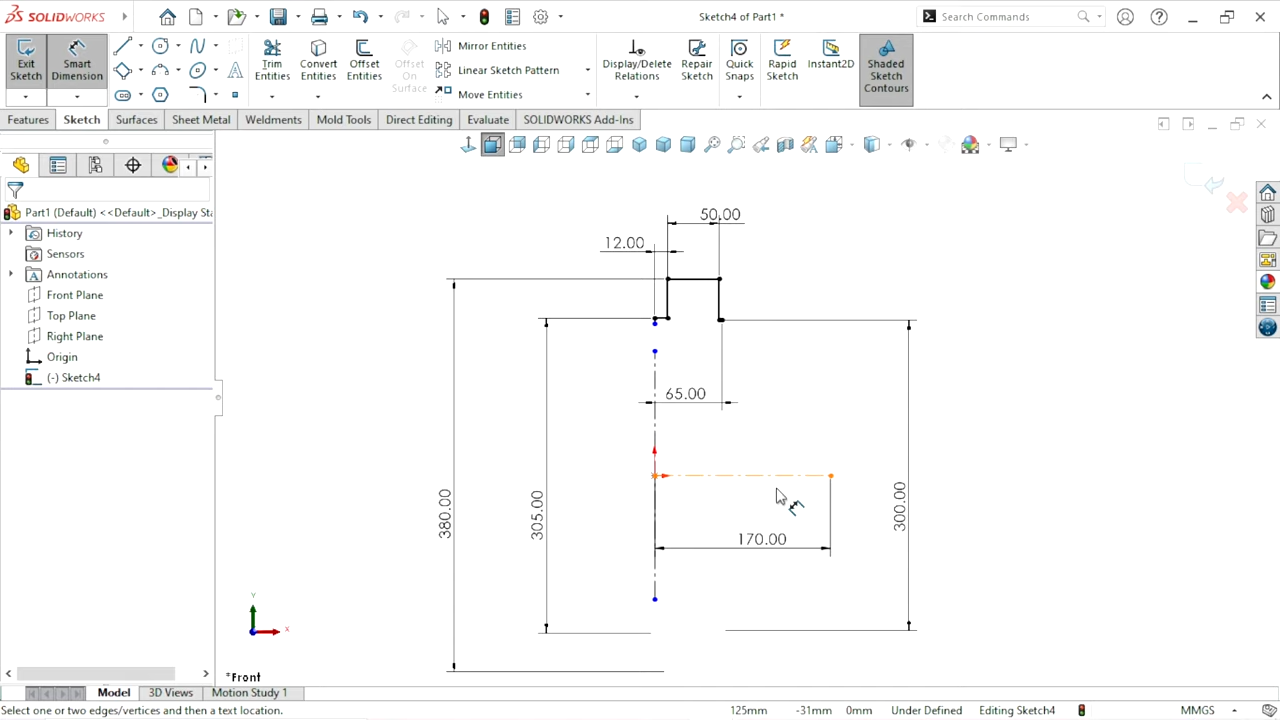 SOLIDWORKS
Sketch4 of Part1 *
Search Commands
Exit Sketch
Smart Dimension
Trim Entities
Convert Entities
Offset Entities
Offset On Surface
Mirror Entities
Linear Sketch Pattern
Move Entities
Display/Delete Relations
Repair Sketch
Quick Snaps
Rapid Sketch
Instant2D
Shaded Sketch Contours
Features
Sketch
Surfaces
Sheet Metal
Weldments
Mold Tools
Direct Editing
Evaluate
SOLIDWORKS Add-Ins
Part1 (Default) <<Default>_Display Sta
History
Sensors
Annotations
Front Plane
Top Plane
Right Plane
Origin
(-) Sketch4
50.00
12.00
65.00
380.00
305.00
300.00
170.00
Y
X
*Front
Model
3D Views
Motion Study 1
Select one or two edges/vertices and then a text location.
125mm
-31mm
0mm
Under Defined
Editing Sketch4
MMGS